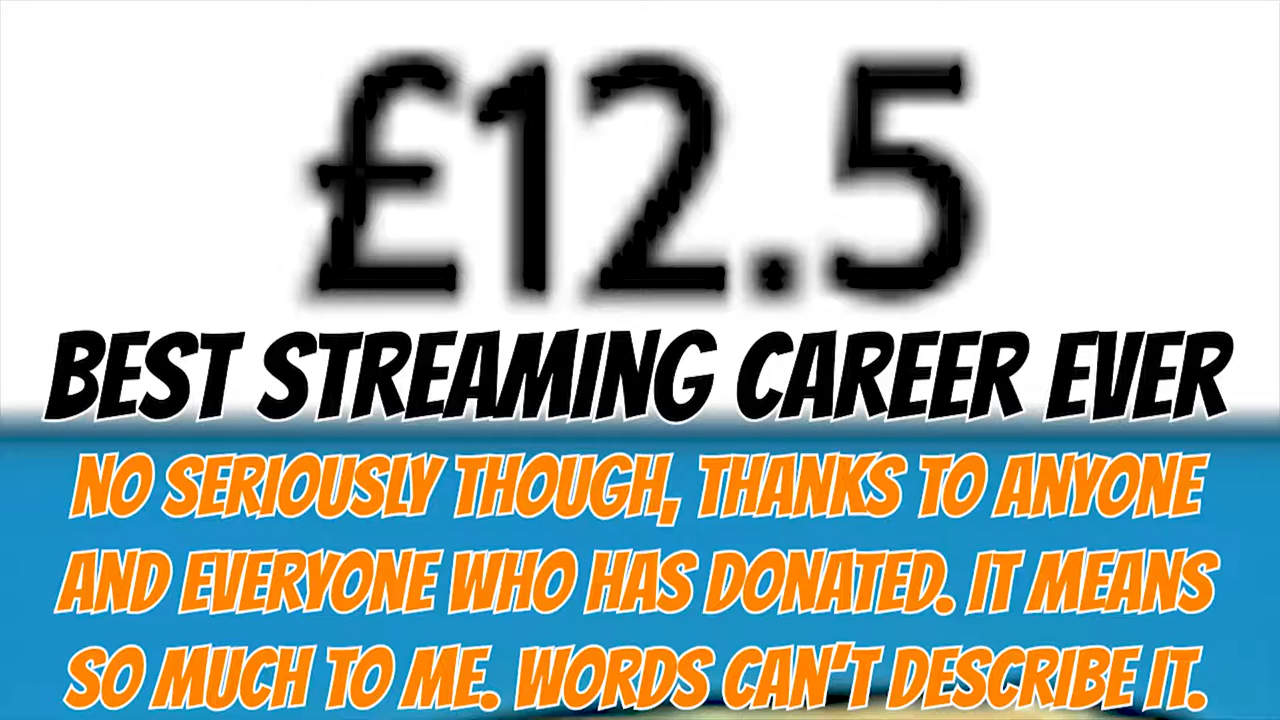 £12.5
BEST STREAMING CAREER EVER
NO SERIOUSLY THOUGH, THANKS TO ANYONE
AND EVERYONE WHO HAS DONATED. IT MEANS
SO MUCH TO ME. WORDS CAN'T DESCRIBE IT.